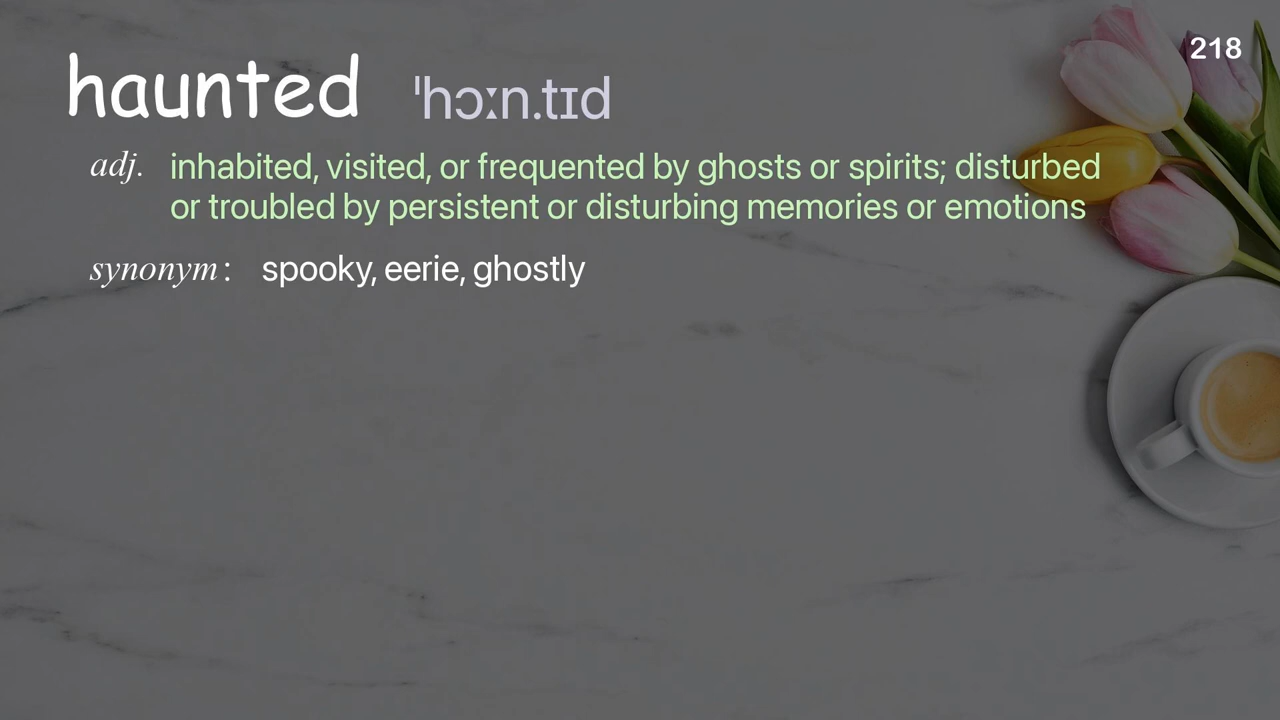 218
haunted ˈhɔːn.tɪd
adj. inhabited, visited, or frequented by ghosts or spirits; disturbed
or troubled by persistent or disturbing memories or emotions
synonym: spooky, eerie, ghostly